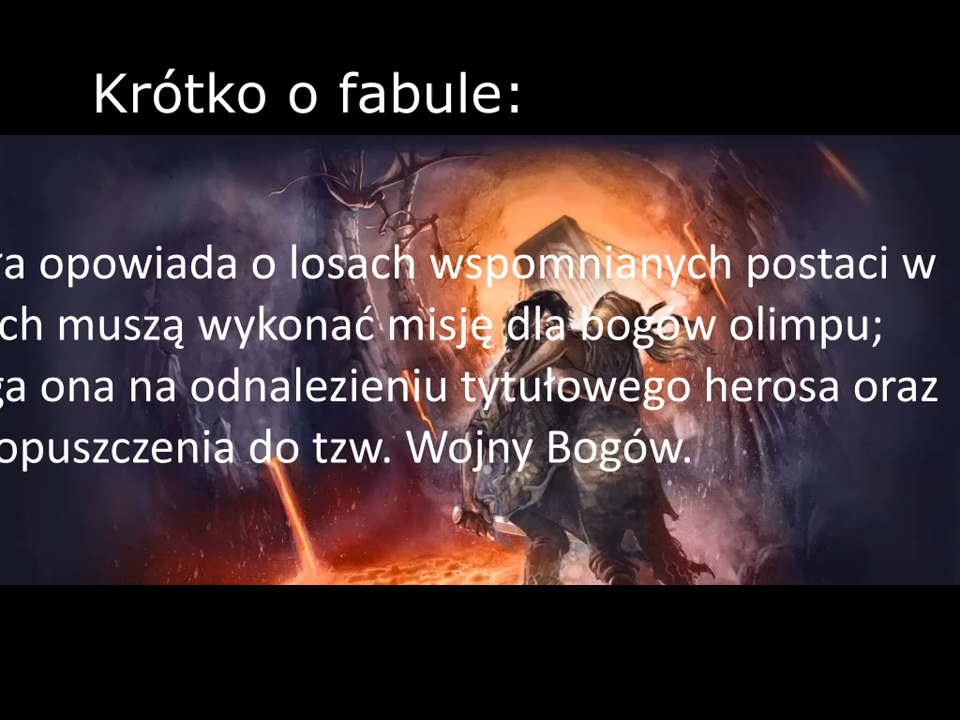 Krótko o fabule:
ra opowiada o losach wspomnianych postaci w
ch muszą wykonać misję dla bogów olimpu;
ga ona na odnalezieniu tytułowego herosa oraz
opuszczenia do tzw. Wojny Bogów.